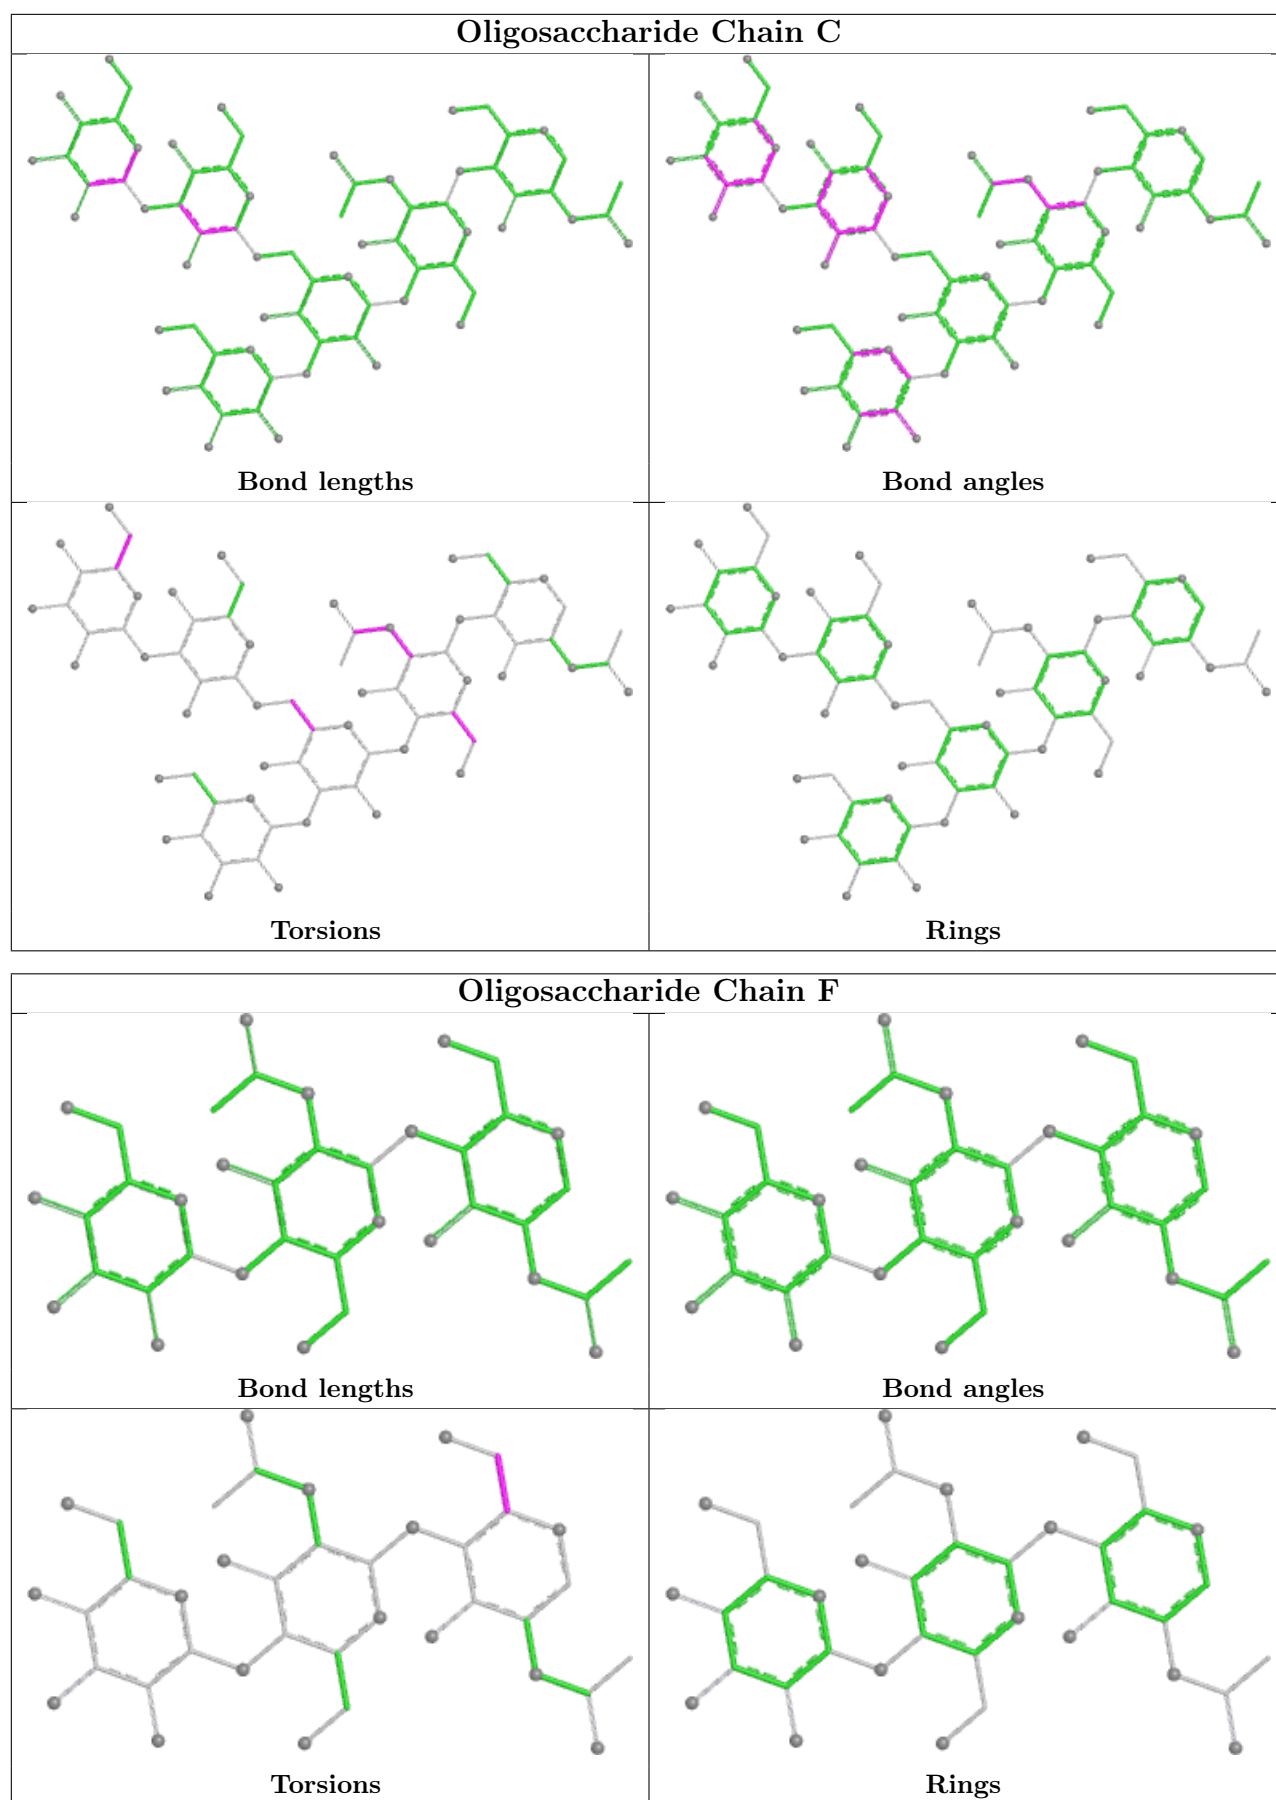 Oligosaccharide Chain C
Bond lengths
Bond angles
Torsions
Rings
Oligosaccharide Chain F
Bond lengths
Bond angles
Torsions
Rings